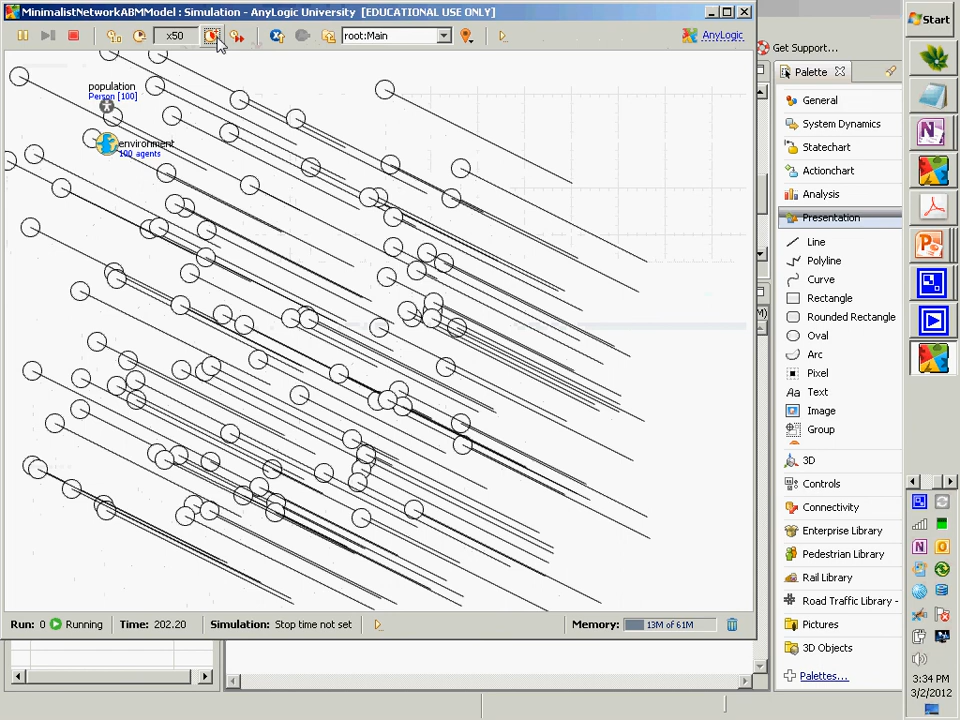 MinimalistNetworkABMModel : Simulation - AnyLogic University [EDUCATIONAL USE ONLY]
x50
root:Main
AnyLogic
Start
Get Support...
population
Person [100]
environment
100 agents
Palette
General
System Dynamics
Statechart
Actionchart
Analysis
Presentation
Line
Polyline
Curve
Rectangle
Rounded Rectangle
Oval
Arc
Pixel
Aa Text
Image
Group
3D
Controls
Connectivity
Enterprise Library
Pedestrian Library
Rail Library
Road Traffic Library -
Pictures
3D Objects
Palettes...
M)
Run: 0 Running Time: 202.20 Simulation: Stop time not set Memory: 13M of 61M
3:34 PM
3/2/2012